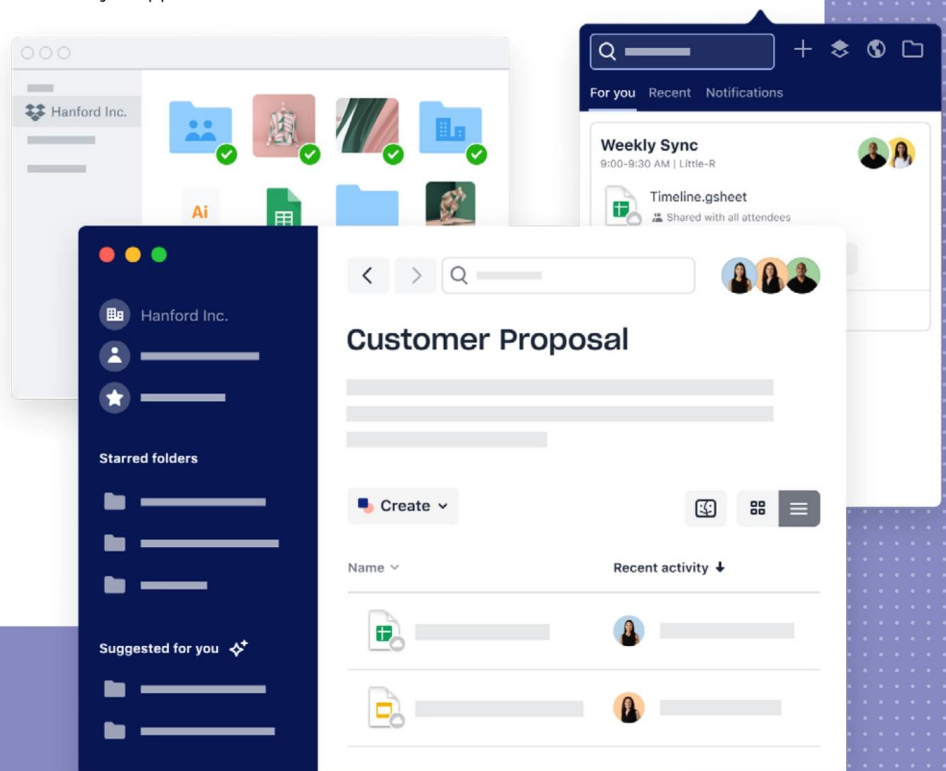 Hanford Inc.
Ai
For you Recent Notifications
Weekly Sync
9:00-9:30 AM | Little-R
Timeline.gsheet
Shared with all attendees
Hanford Inc.
Starred folders
Suggested for you
Customer Proposal
Create
Name Recent activity